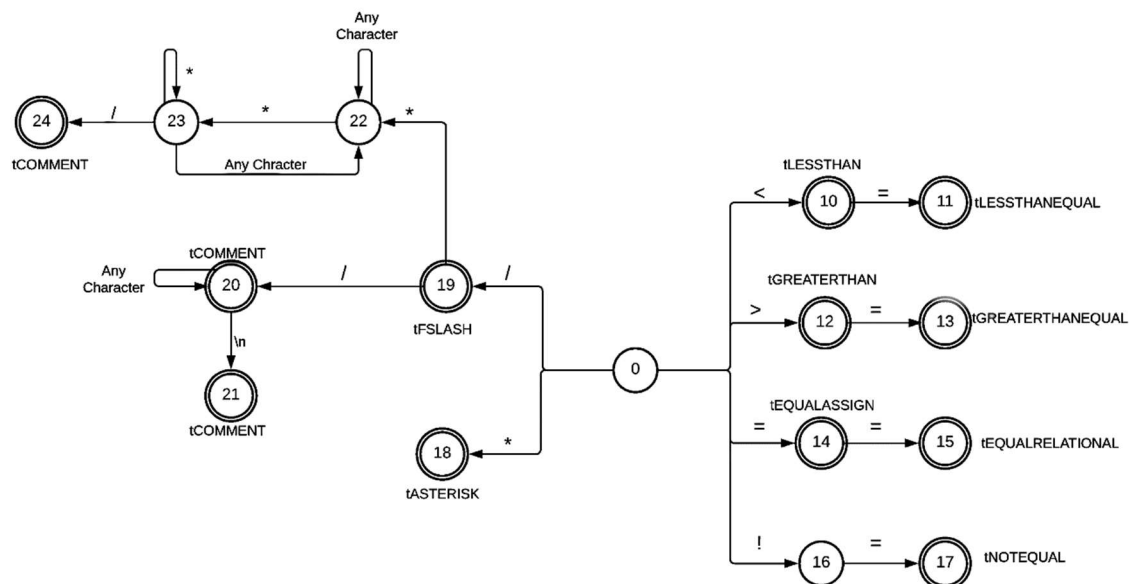 Any
Character
*
/
*
*
24
23
22
tCOMMENT
Any Chracter
tLESSTHAN
<
10
=
11
tLESSTHANEQUAL
tCOMMENT
Any
Character
20
/
19
/
tFSLASH
tGREATERTHAN
>
12
=
13
tGREATERTHANEQUAL
\n
0
21
tCOMMENT
tEQUALASSIGN
=
14
=
15
tEQUALRELATIONAL
18
*
tASTERISK
!
16
=
17
tNOTEQUAL